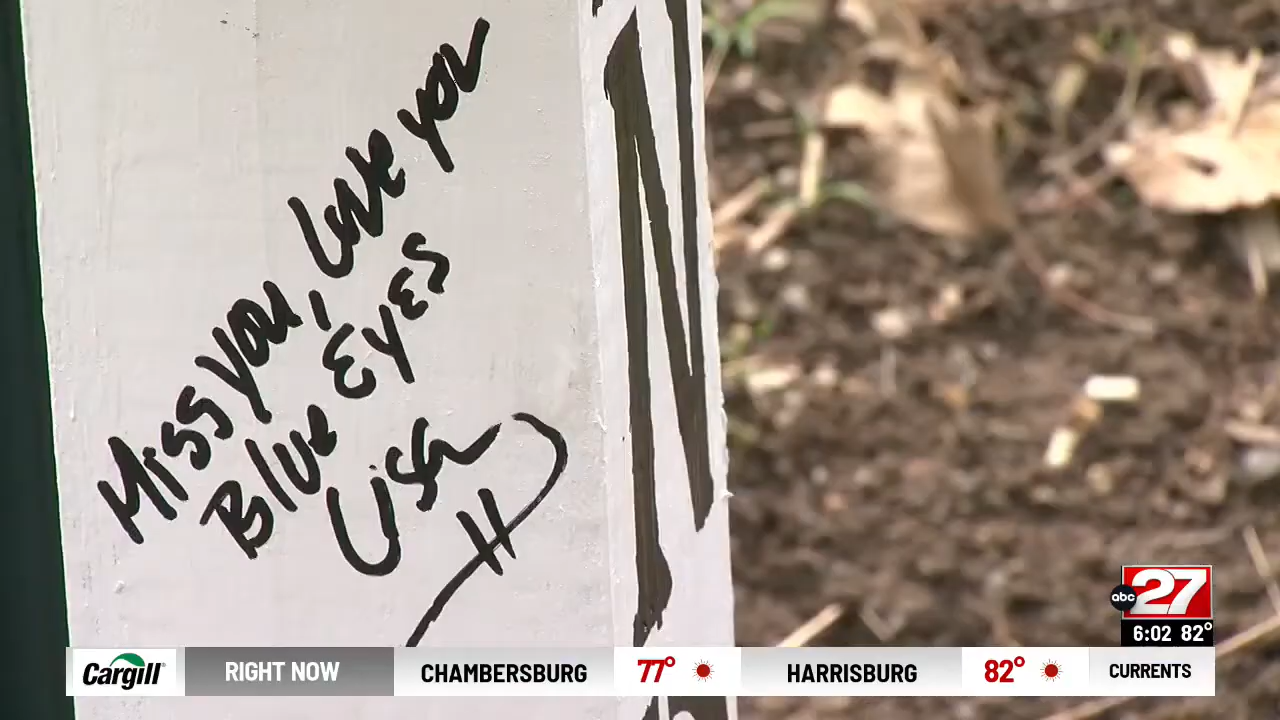 Miss you, Love you
Blue Eyes
Lisa
H
N
abc 27
6:02 82°
Cargill
RIGHT NOW
CHAMBERSBURG
77°
HARRISBURG
82°
CURRENTS